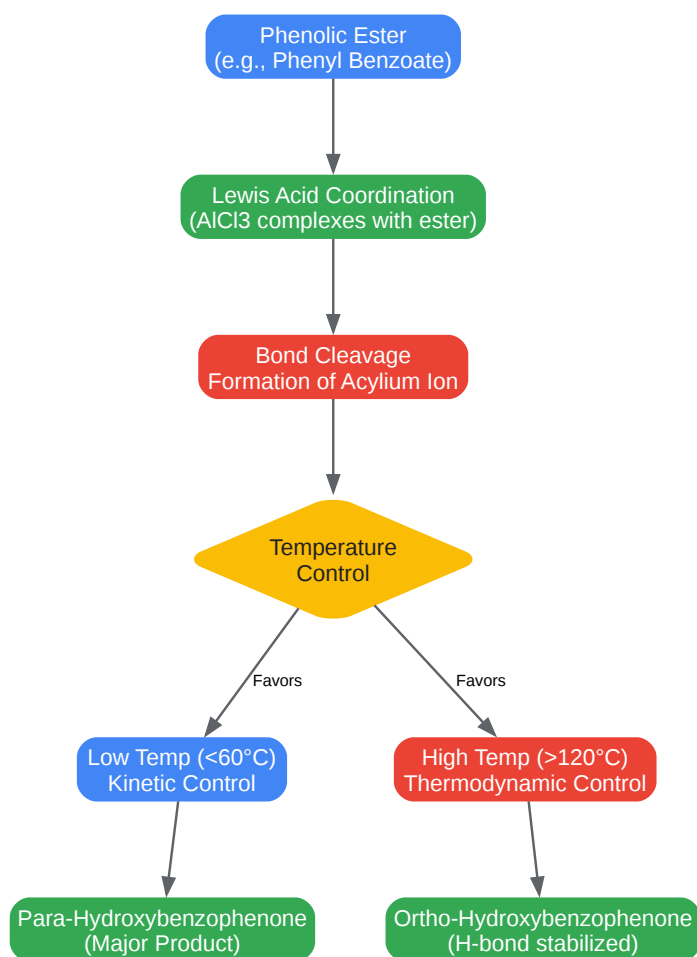 Phenolic Ester
(e.g., Phenyl Benzoate)
Lewis Acid Coordination
(AlCl3 complexes with ester)
Bond Cleavage
Formation of Acylium Ion
Temperature
Control
Favors
Favors
Low Temp (<60°C)
Kinetic Control
High Temp (>120°C)
Thermodynamic Control
Para-Hydroxybenzophenone
(Major Product)
Ortho-Hydroxybenzophenone
(H-bond stabilized)